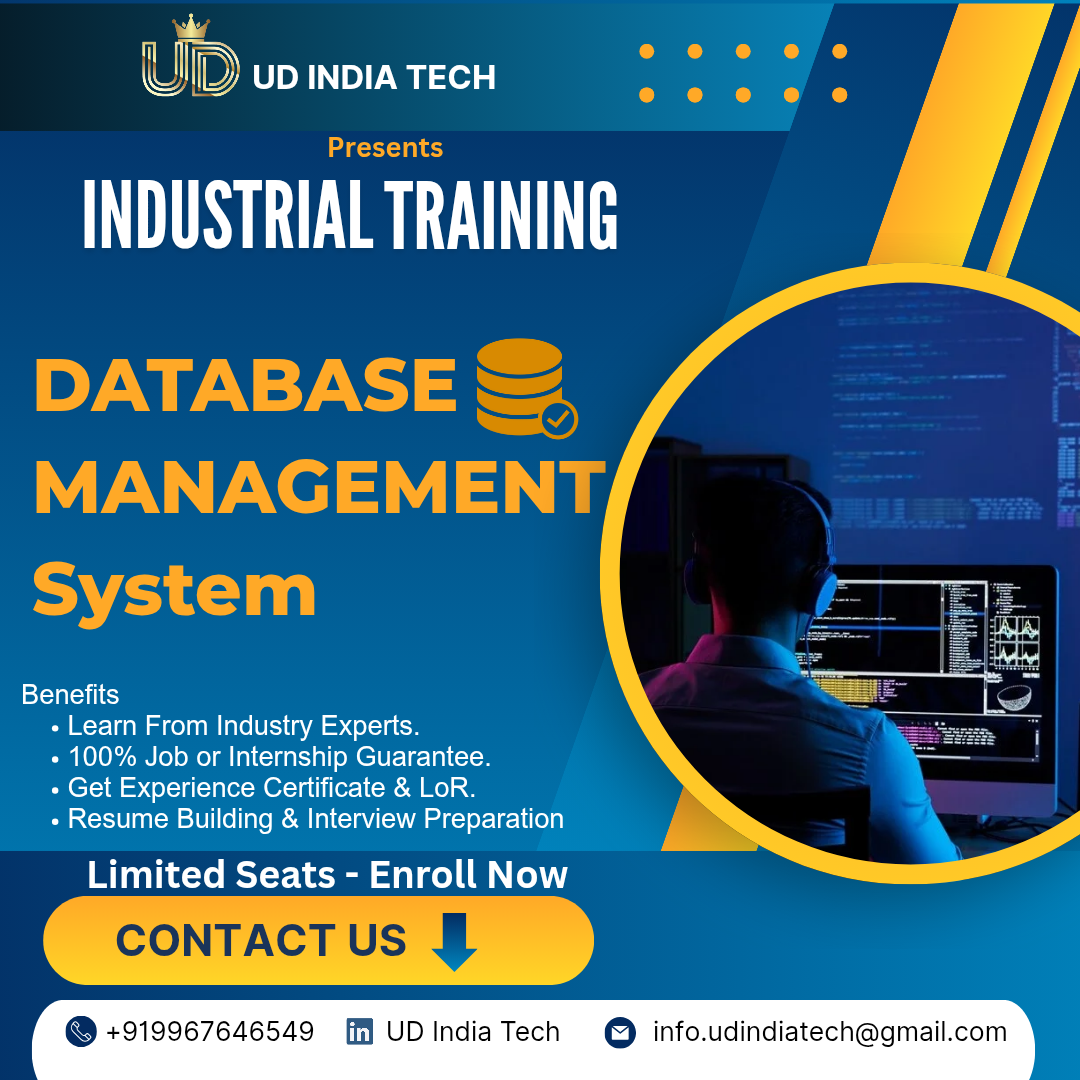 UD UD INDIA TECH
Presents
INDUSTRIAL TRAINING
DATABASE
MANAGEMENT
System
Benefits
• Learn From Industry Experts.
• 100% Job or Internship Guarantee.
• Get Experience Certificate & LoR.
• Resume Building & Interview Preparation
Limited Seats - Enroll Now
CONTACT US
+919967646549 in UD India Tech info.udindiatech@gmail.com